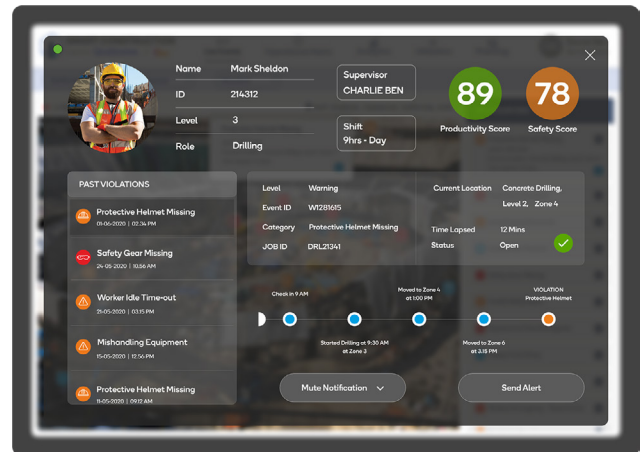 Name Mark Sheldon
ID 214312
Level 3
Role Drilling
Supervisor
CHARLIE BEN
Shift
9hrs - Day
89
Productivity Score
78
Safety Score
PAST VIOLATIONS
Protective Helmet Missing
01-06-2020 | 02:34 PM
Safety Gear Missing
24-05-2020 | 10:56 AM
Worker Idle Time-out
21-05-2020 | 03:15 PM
Mishandling Equipment
15-05-2020 | 12:56 PM
Protective Helmet Missing
11-05-2020 | 09:12 AM
Level Warning
Event ID W1281615
Category Protective Helmet Missing
JOB ID DRL21341
Current Location Concrete Drilling,
Level 2, Zone 4
Time Lapsed 12 Mins
Status Open
Check in 9 AM
Started Drilling at 9:30 AM
at Zone 3
Moved to Zone 4
at 1:00 PM
Moved to Zone 6
at 3.15 PM
VIOLATION
Protective Helmet
Mute Notification
Send Alert